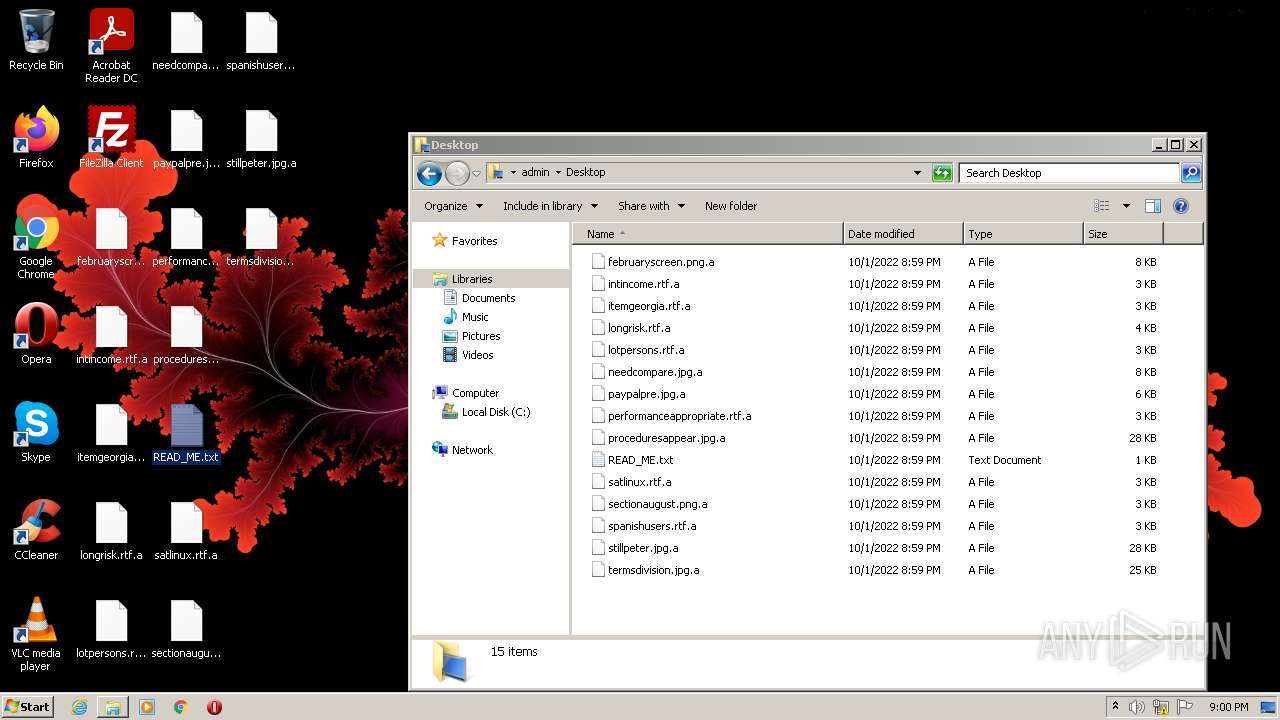 Recycle Bin
Acrobat
Reader DC
needcompa...
spanishuser...
Firefox
FileZilla Client
paypalpre.j...
stillpeter.jpg.a
Google
Chrome
februaryscr...
performanc...
termsdivisio...
Opera
intincome.rtf.a
procedures...
Skype
itemgeorgia...
READ_ME.txt
CCleaner
longrisk.rtf.a
satlinux.rtf.a
VLC media
player
lotpersons.r...
sectionaugu...
Desktop
admin Desktop
Search Desktop
Organize Include in library Share with New folder
Favorites
Libraries
Documents
Music
Pictures
Videos
Computer
Local Disk (C:)
Network
Name Date modified Type Size
februaryscreen.png.a 10/1/2022 8:59 PM A File 8 KB
intincome.rtf.a 10/1/2022 8:59 PM A File 3 KB
itemgeorgia.rtf.a 10/1/2022 8:59 PM A File 3 KB
longrisk.rtf.a 10/1/2022 8:59 PM A File 4 KB
lotpersons.rtf.a 10/1/2022 8:59 PM A File 3 KB
needcompare.jpg.a 10/1/2022 8:59 PM A File 8 KB
paypalpre.jpg.a 10/1/2022 8:59 PM A File 6 KB
performanceappropriate.rtf.a 10/1/2022 8:59 PM A File 3 KB
proceduresappear.jpg.a 10/1/2022 8:59 PM A File 25 KB
READ_ME.txt 10/1/2022 8:59 PM Text Document 1 KB
satlinux.rtf.a 10/1/2022 8:59 PM A File 3 KB
sectionaugust.png.a 10/1/2022 8:59 PM A File 3 KB
spanishusers.rtf.a 10/1/2022 8:59 PM A File 3 KB
stillpeter.jpg.a 10/1/2022 8:59 PM A File 28 KB
termsdivision.jpg.a 10/1/2022 8:59 PM A File 25 KB
15 items
ANY RUN
Start
9:00 PM